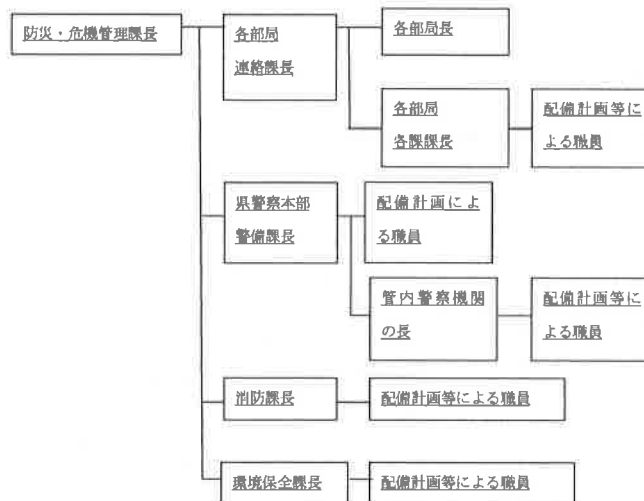 防災・危機管理課長
各部局
連絡課長
各部局長
各部局
各課課長
配備計画等に
よる職員
県警察本部
警備課長
配備計画によ
る職員
管内警察機関
の長
配備計画等に
よる職員
消防課長
配備計画等による職員
環境保全課長
配備計画等による職員